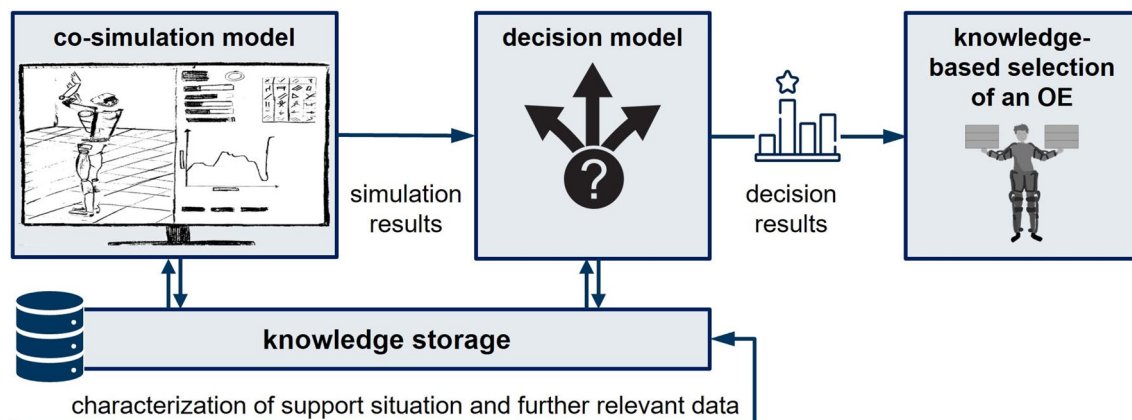 co-simulation model
decision model
knowledge-
based selection
of an OE
?
simulation
results
decision
results
knowledge storage
characterization of support situation and further relevant data